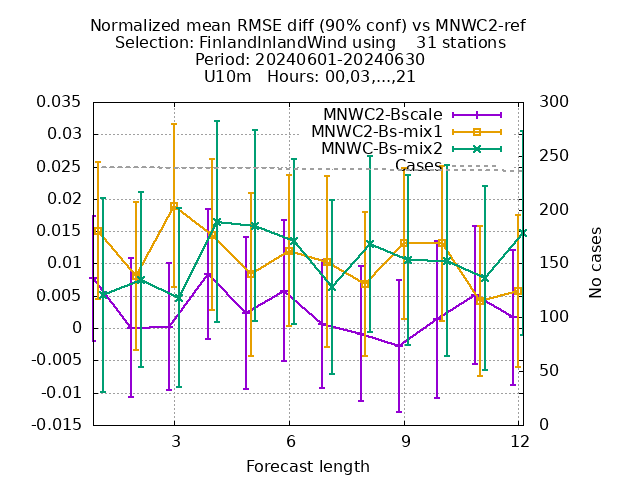 Normalized mean RMSE diff (90% conf) vs MNWC2-ref
Selection: FinlandInlandWind using    31 stations
Period: 20240601-20240630
U10m   Hours: 00,03,...,21
MNWC2-Bscale
MNWC2-Bs-mix1
MNWC-Bs-mix2
Cases
0.035
0.03
0.025
0.02
0.015
0.01
0.005
0
-0.005
-0.01
-0.015
300
250
200
150
100
50
0
No cases
3 6 9 12
Forecast length